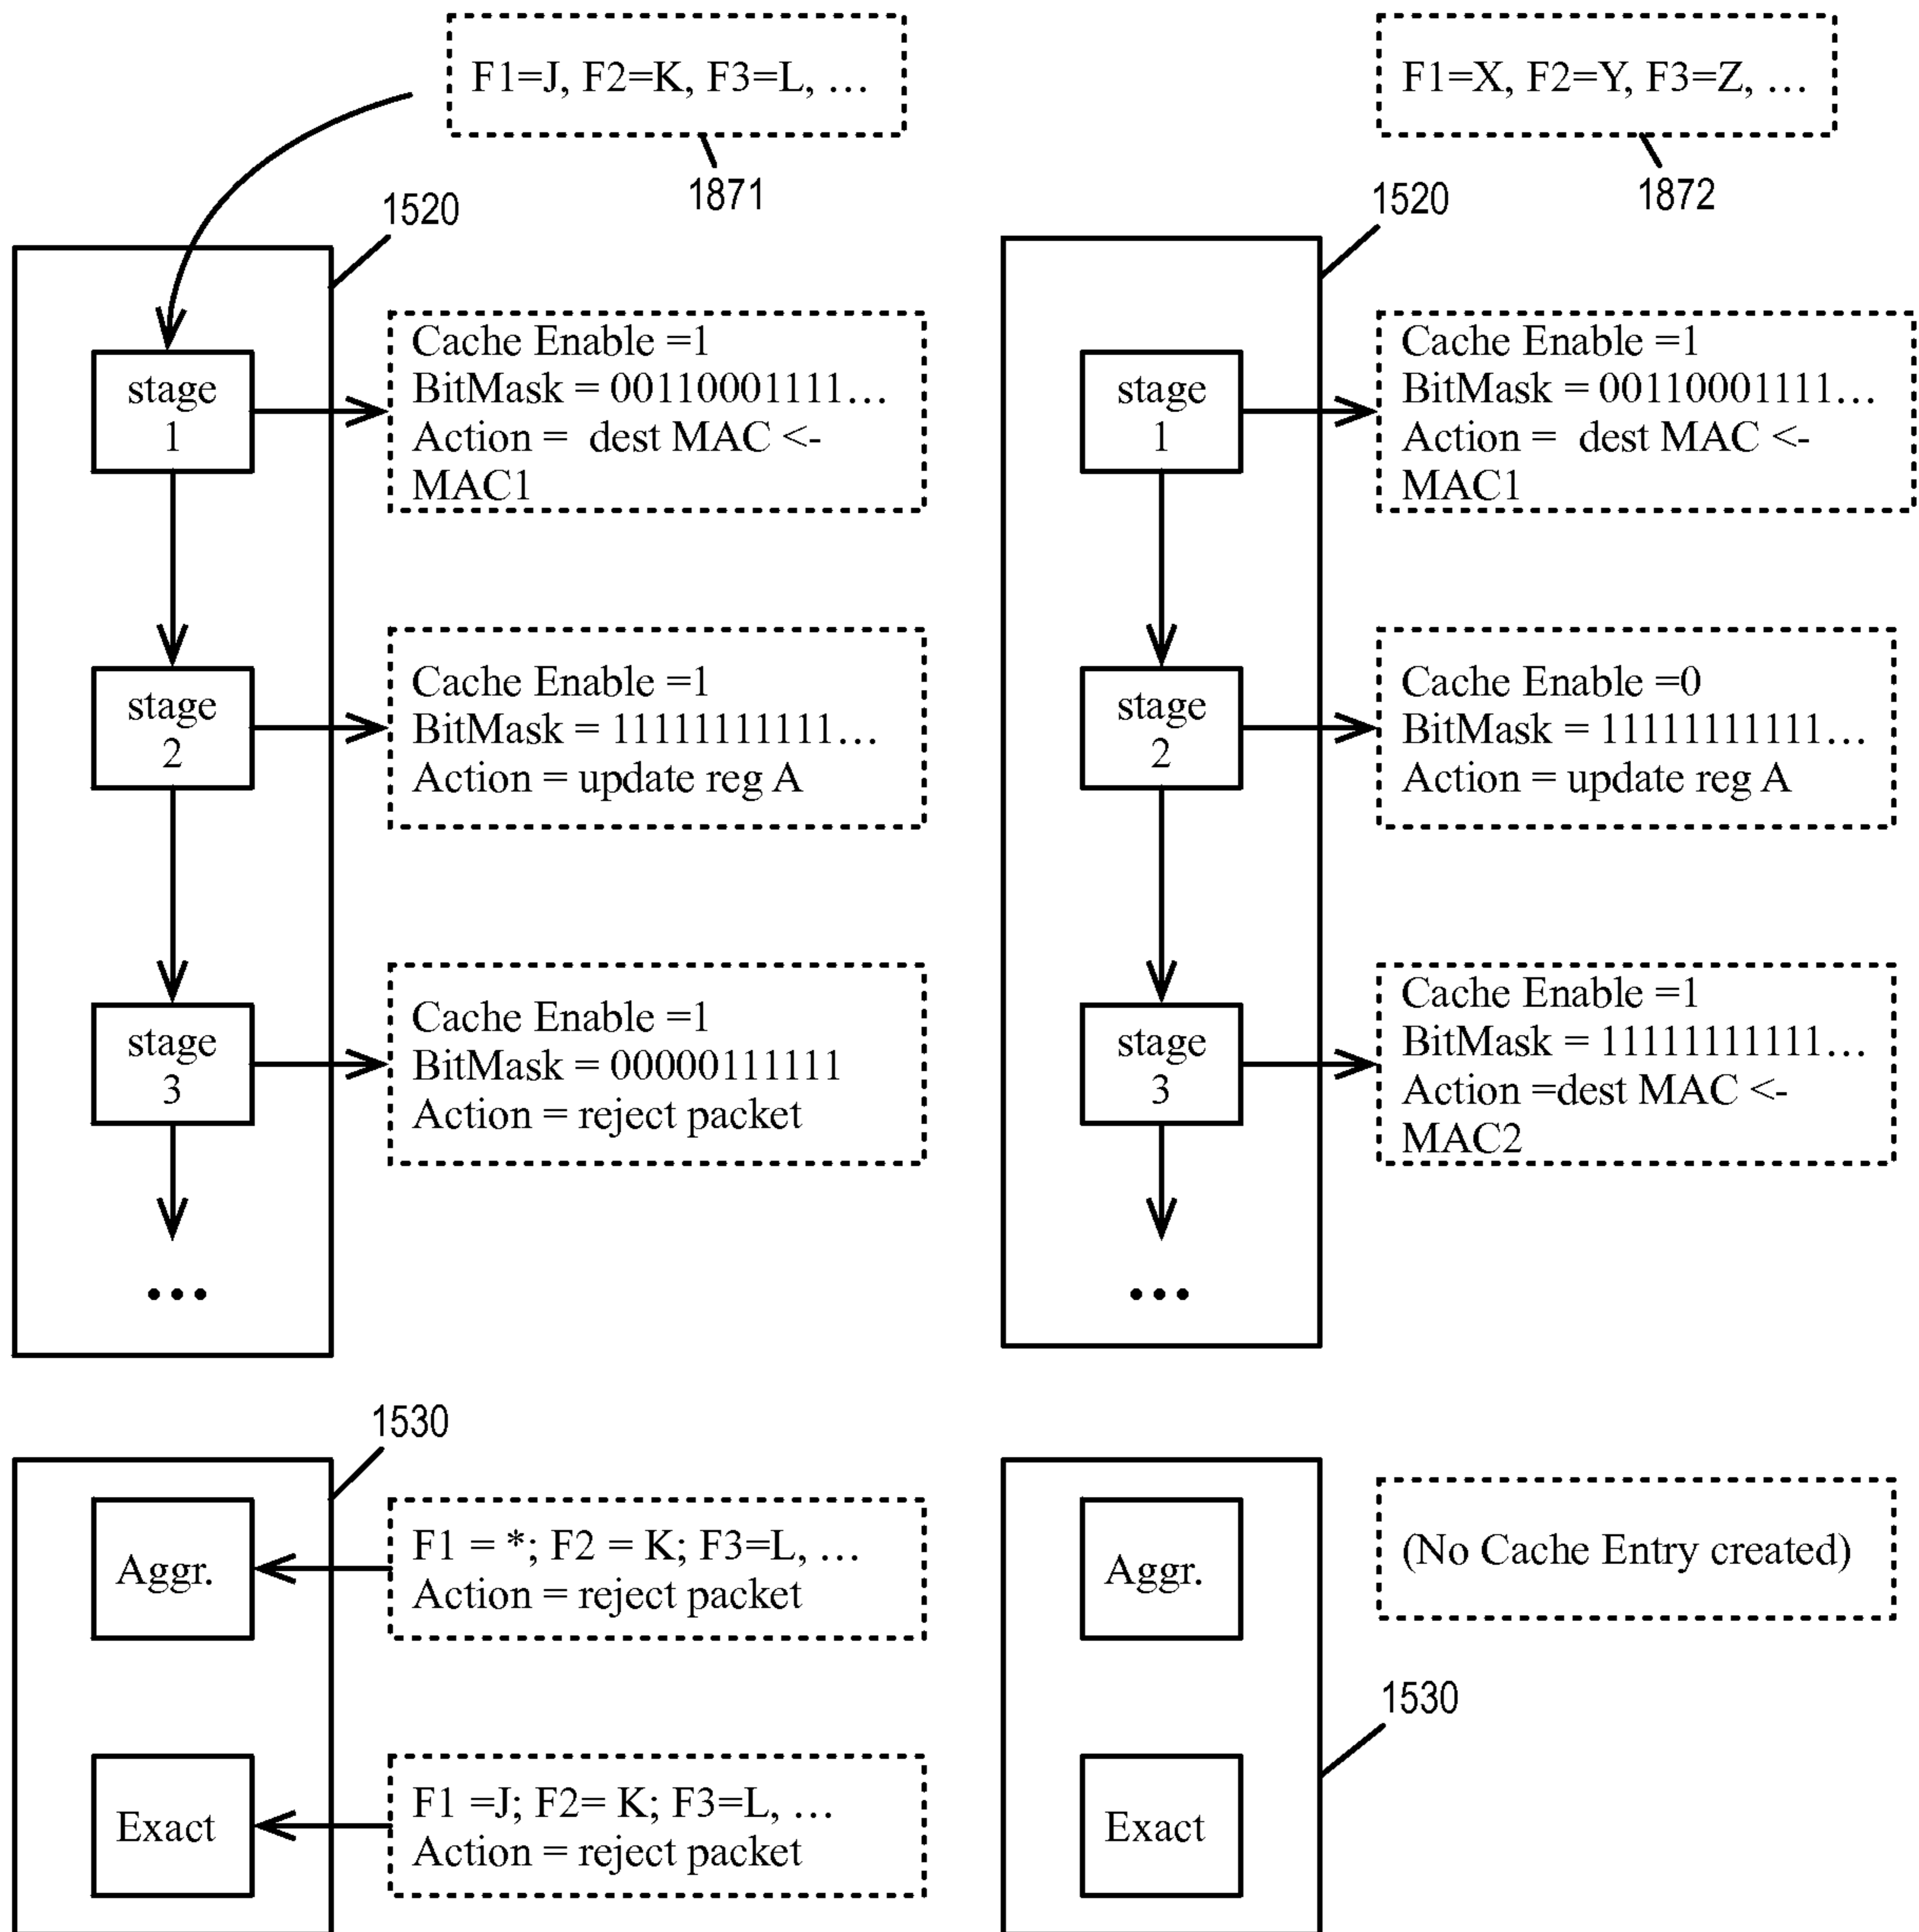 F1=J, F2=K, F3=L, …
1871
1520
stage
1
Cache Enable =1
BitMask = 00110001111…
Action =  dest MAC <-
MAC1
stage
2
Cache Enable =1
BitMask = 11111111111…
Action = update reg A
stage
3
Cache Enable =1
BitMask = 00000111111
Action = reject packet
...
1530
Aggr.
F1 = *; F2 = K; F3=L, …
Action = reject packet
Exact
F1 =J; F2= K; F3=L, …
Action = reject packet
F1=X, F2=Y, F3=Z, …
1872
1520
stage
1
Cache Enable =1
BitMask = 00110001111…
Action =  dest MAC <-
MAC1
stage
2
Cache Enable =0
BitMask = 11111111111…
Action = update reg A
stage
3
Cache Enable =1
BitMask = 11111111111…
Action =dest MAC <-
MAC2
...
Aggr.
(No Cache Entry created)
1530
Exact